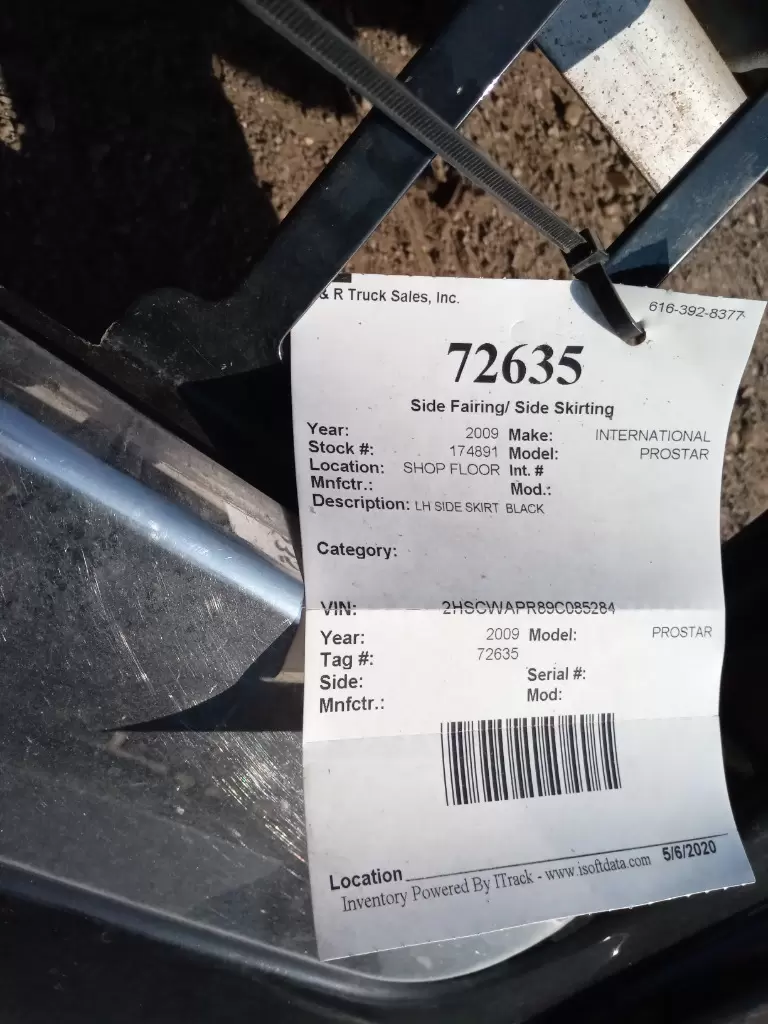 & R Truck Sales, Inc. 616-392-8377
72635
Side Fairing/ Side Skirting
Year: 2009 Make: INTERNATIONAL
Stock #: 174891 Model: PROSTAR
Location: SHOP FLOOR Int. #
Mnfctr.: Mod.:
Description: LH SIDE SKIRT BLACK
Category:
VIN: 2HSCWAPR89C085284
Year: 2009 Model: PROSTAR
Tag #: 72635
Side: Serial #:
Mnfctr.: Mod:
Location 5/6/2020
Inventory Powered By ITrack - www.isoftdata.com